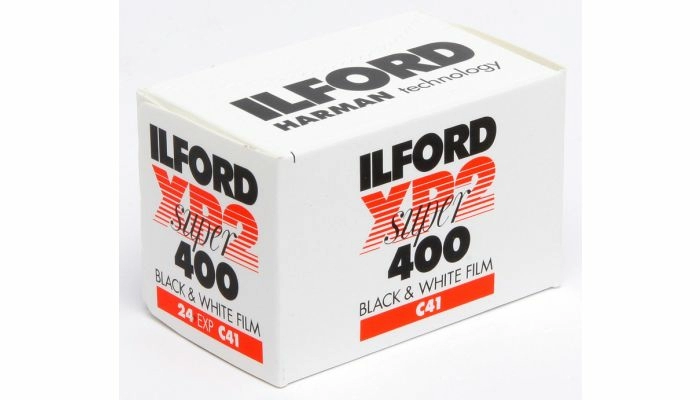 ILFORD
HARMAN technology
ILFORD
XP2
super
400
BLACK & WHITE FILM
24 EXP C41
ILFORD
XP2
super
400
BLACK & WHITE FILM
C41